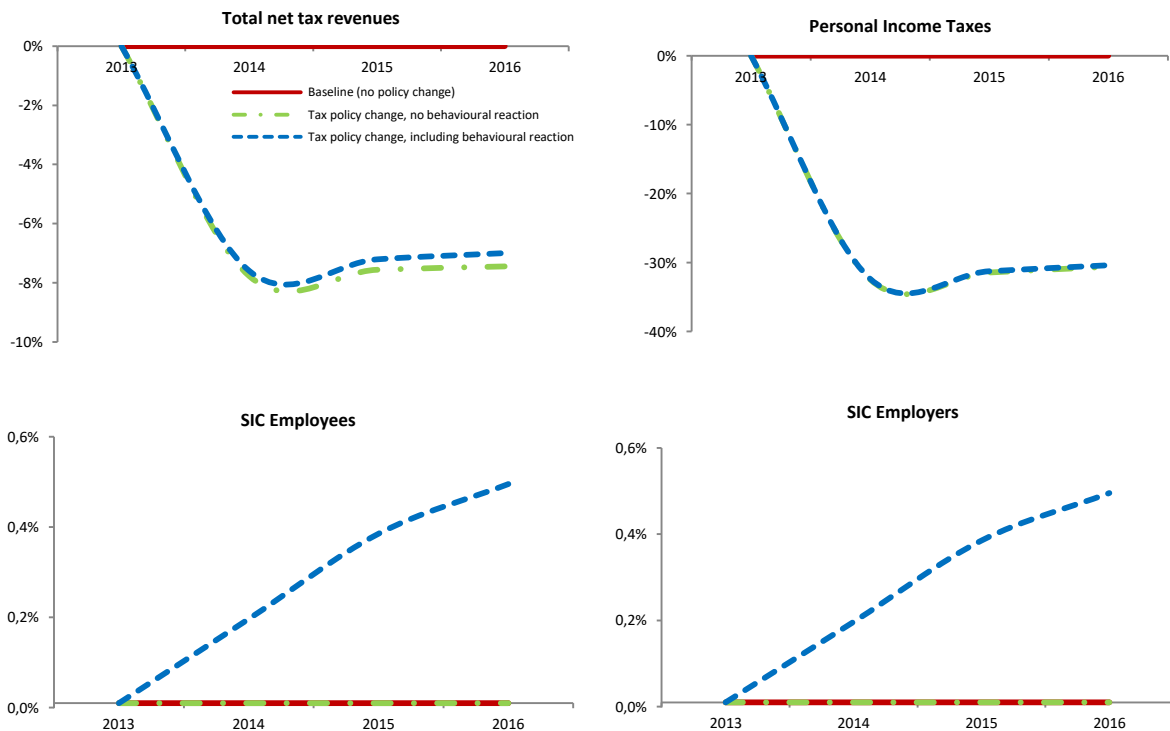 Total net tax revenues
0%
-2%
-4%
-6%
-8%
-10%
2013 2014 2015 2016
Baseline (no policy change)
Tax policy change, no behavioural reaction
Tax policy change, including behavioural reaction
Personal Income Taxes
0%
-10%
-20%
-30%
-40%
2013 2014 2015 2016
SIC Employees
0,6%
0,4%
0,2%
0,0%
2013 2014 2015 2016
SIC Employers
0,6%
0,4%
0,2%
0,0%
2013 2014 2015 2016